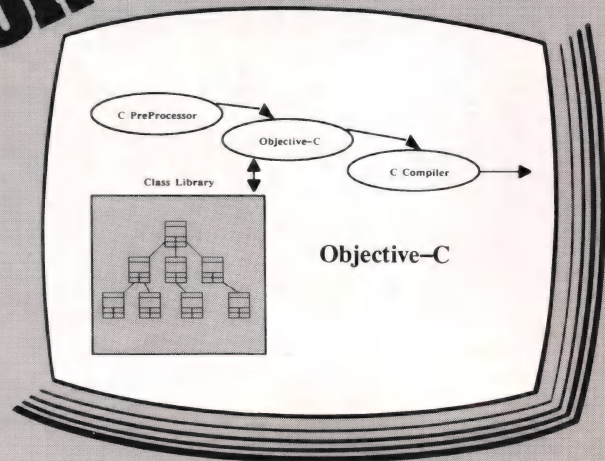 C PreProcessor
Objective-C
C Compiler
Class Library
Objective-C